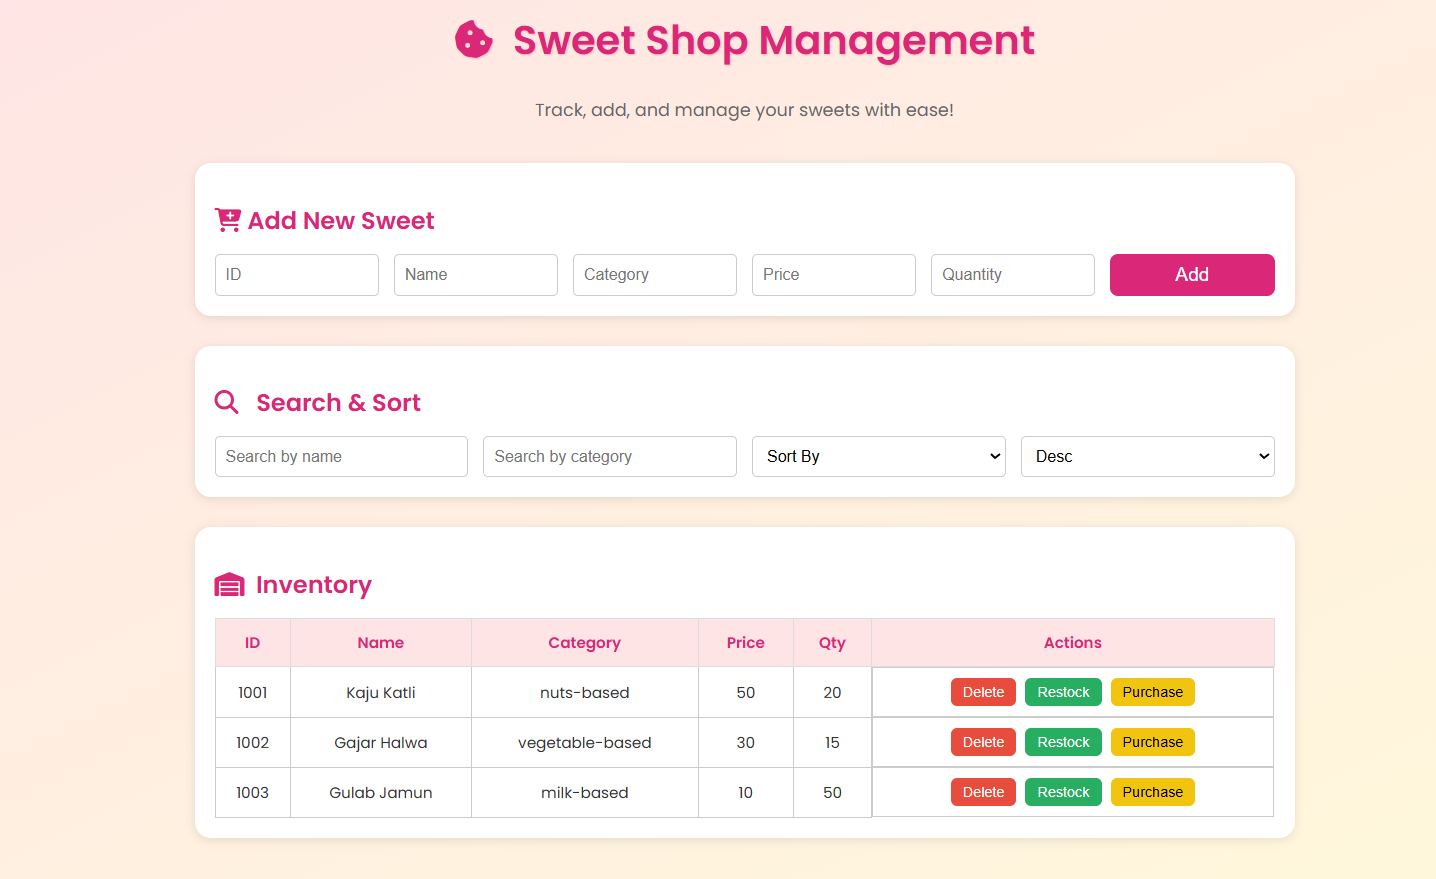 Sweet Shop Management
Track, add, and manage your sweets with ease!
Add New Sweet
ID Name Category Price Quantity Add
Search & Sort
Search by name Search by category Sort By Desc
Inventory
ID Name Category Price Qty Actions
1001 Kaju Katli nuts-based 50 20 Delete Restock Purchase
1002 Gajar Halwa vegetable-based 30 15 Delete Restock Purchase
1003 Gulab Jamun milk-based 10 50 Delete Restock Purchase